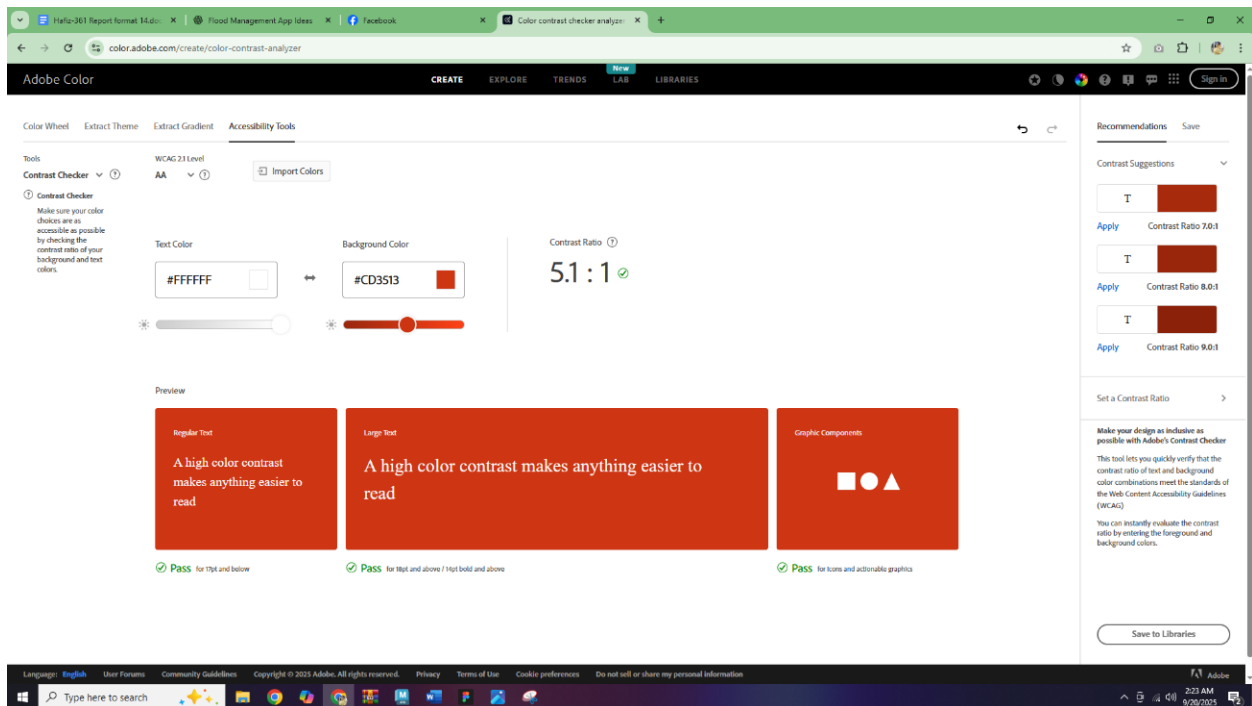 Hafiz-361 Report format 14.doc
Flood Management App Ideas
Facebook
Color contrast checker analyzer
color.adobe.com/create/color-contrast-analyzer
Adobe Color
CREATE
EXPLORE
TRENDS
New
LAB
LIBRARIES
Sign in
Color Wheel
Extract Theme
Extract Gradient
Accessibility Tools
Tools
Contrast Checker
Contrast Checker
Make sure your color
choices are as
accessible as possible
by checking the
contrast ratio of your
background and text
colors.
WCAG 2.1 Level
AA
Import Colors
Text Color
#FFFFFF
Background Color
#CD3513
Contrast Ratio
5.1 : 1
Preview
Regular Text
A high color contrast
makes anything easier to
read
Pass for 17pt and below
Large Text
A high color contrast makes anything easier to
read
Pass for 18pt and above / 14pt bold and above
Graphic Components
Pass for Icons and actionable graphics
Recommendations
Save
Contrast Suggestions
T
Apply Contrast Ratio 7.0:1
T
Apply Contrast Ratio 8.0:1
T
Apply Contrast Ratio 9.0:1
Set a Contrast Ratio
Make your design as inclusive as
possible with Adobe's Contrast Checker
This tool lets you quickly verify that the
contrast ratio of text and background
color combinations meet the standards of
the Web Content Accessibility Guidelines
(WCAG)
You can instantly evaluate the contrast
ratio by entering the foreground and
background colors.
Save to Libraries
Language: English User Forums Community Guidelines Copyright © 2025 Adobe. All rights reserved. Privacy Terms of Use Cookie preferences Do not sell or share my personal information
Adobe
Type here to search
2:23 AM
9/20/2025